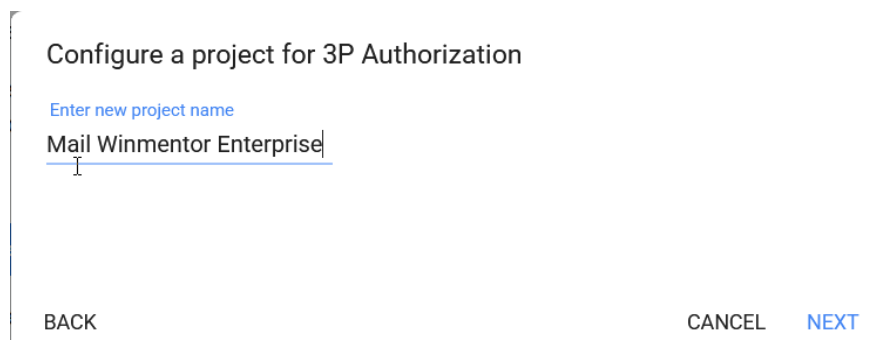 Configure a project for 3P Authorization
Enter new project name
Mail Winmentor Enterprise
BACK CANCEL NEXT